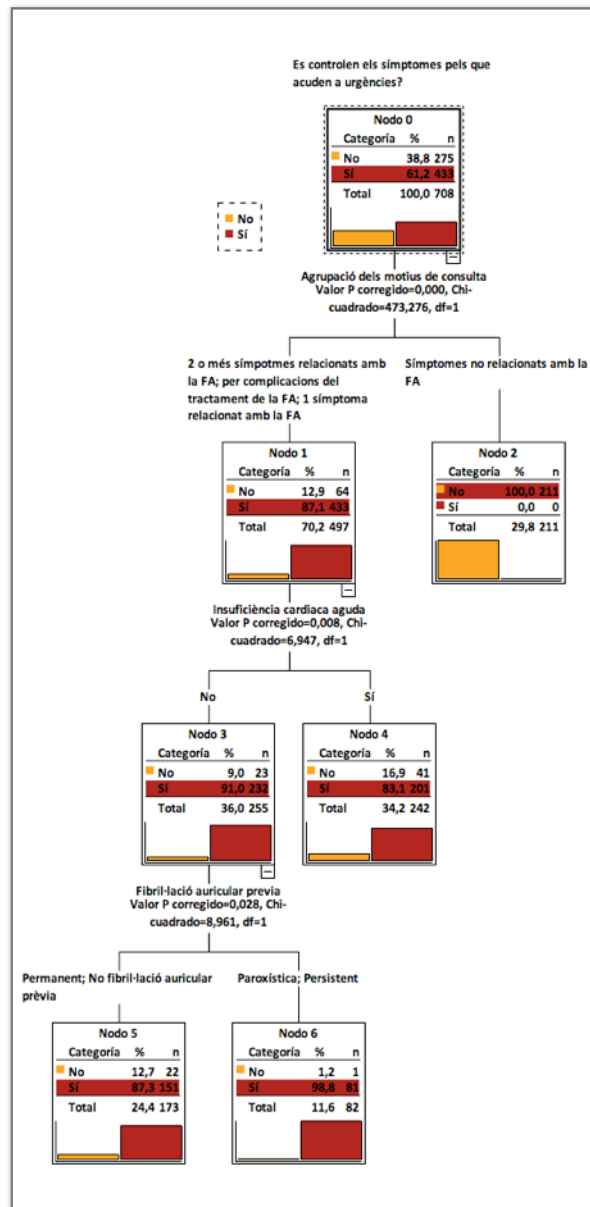 Es controlen els símptomes pels que
acuden a urgències?
Nodo 0
Categoría % n
No 38,8 275
Sí 61,2 433
Total 100,0 708
No
Sí
Agrupació dels motius de consulta
Valor P corregido=0,000, Chi-
cuadrado=473,276, df=1
2 o més símpotmes relacionats amb
la FA; per complicacions del
tractament de la FA; 1 símptoma
relacionat amb la FA
Símptomes no relacionats amb la
FA
Nodo 1
Categoría % n
No 12,9 64
Sí 87,1 433
Total 70,2 497
Nodo 2
Categoría % n
No 100,0 211
Sí 0,0 0
Total 29,8 211
Insuficiència cardiaca aguda
Valor P corregido=0,008, Chi-
cuadrado=6,947, df=1
No
Sí
Nodo 3
Categoría % n
No 9,0 23
Sí 91,0 232
Total 36,0 255
Nodo 4
Categoría % n
No 16,9 41
Sí 83,1 201
Total 34,2 242
Fibril·lació auricular previa
Valor P corregido=0,028, Chi-
cuadrado=8,961, df=1
Permanent; No fibril·lació auricular
prèvia
Paroxística; Persistent
Nodo 5
Categoría % n
No 12,7 22
Sí 87,3 151
Total 24,4 173
Nodo 6
Categoría % n
No 1,2 1
Sí 98,8 81
Total 11,6 82